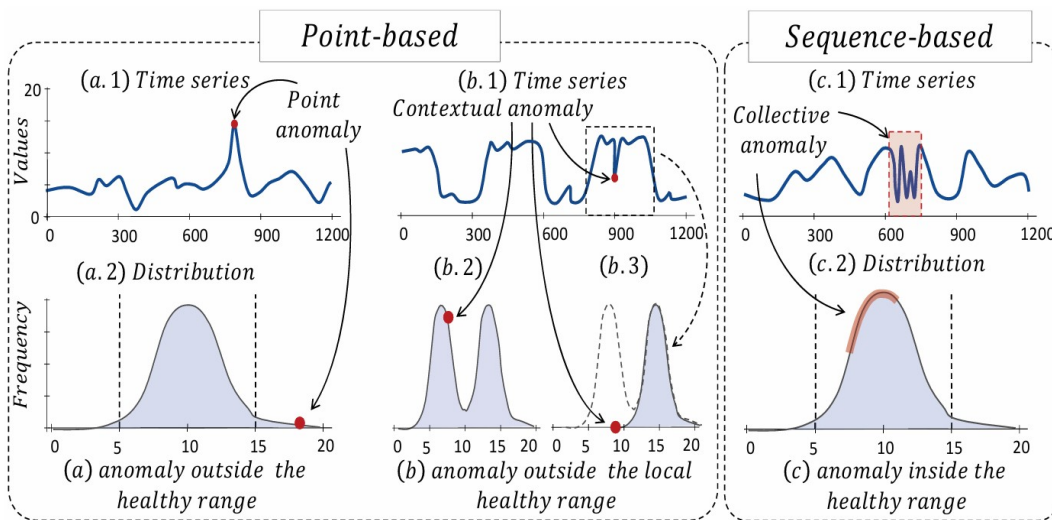 Point-based
Sequence-based
(a.1) Time series
(b.1) Time series
(c.1) Time series
Point
anomaly
Contextual anomaly
Collective
anomaly
Values
20
0
0 300 600 900 1200
0 300 600 900 1200
0 300 600 900 1200
(a.2) Distribution
(b.2)
(b.3)
(c.2) Distribution
Frequency
0 5 10 15 20
0 5 10 15 20
0 5 10 15 20
0 5 10 15 20
(a) anomaly outside the
healthy range
(b) anomaly outside the local
healthy range
(c) anomaly inside the
healthy range